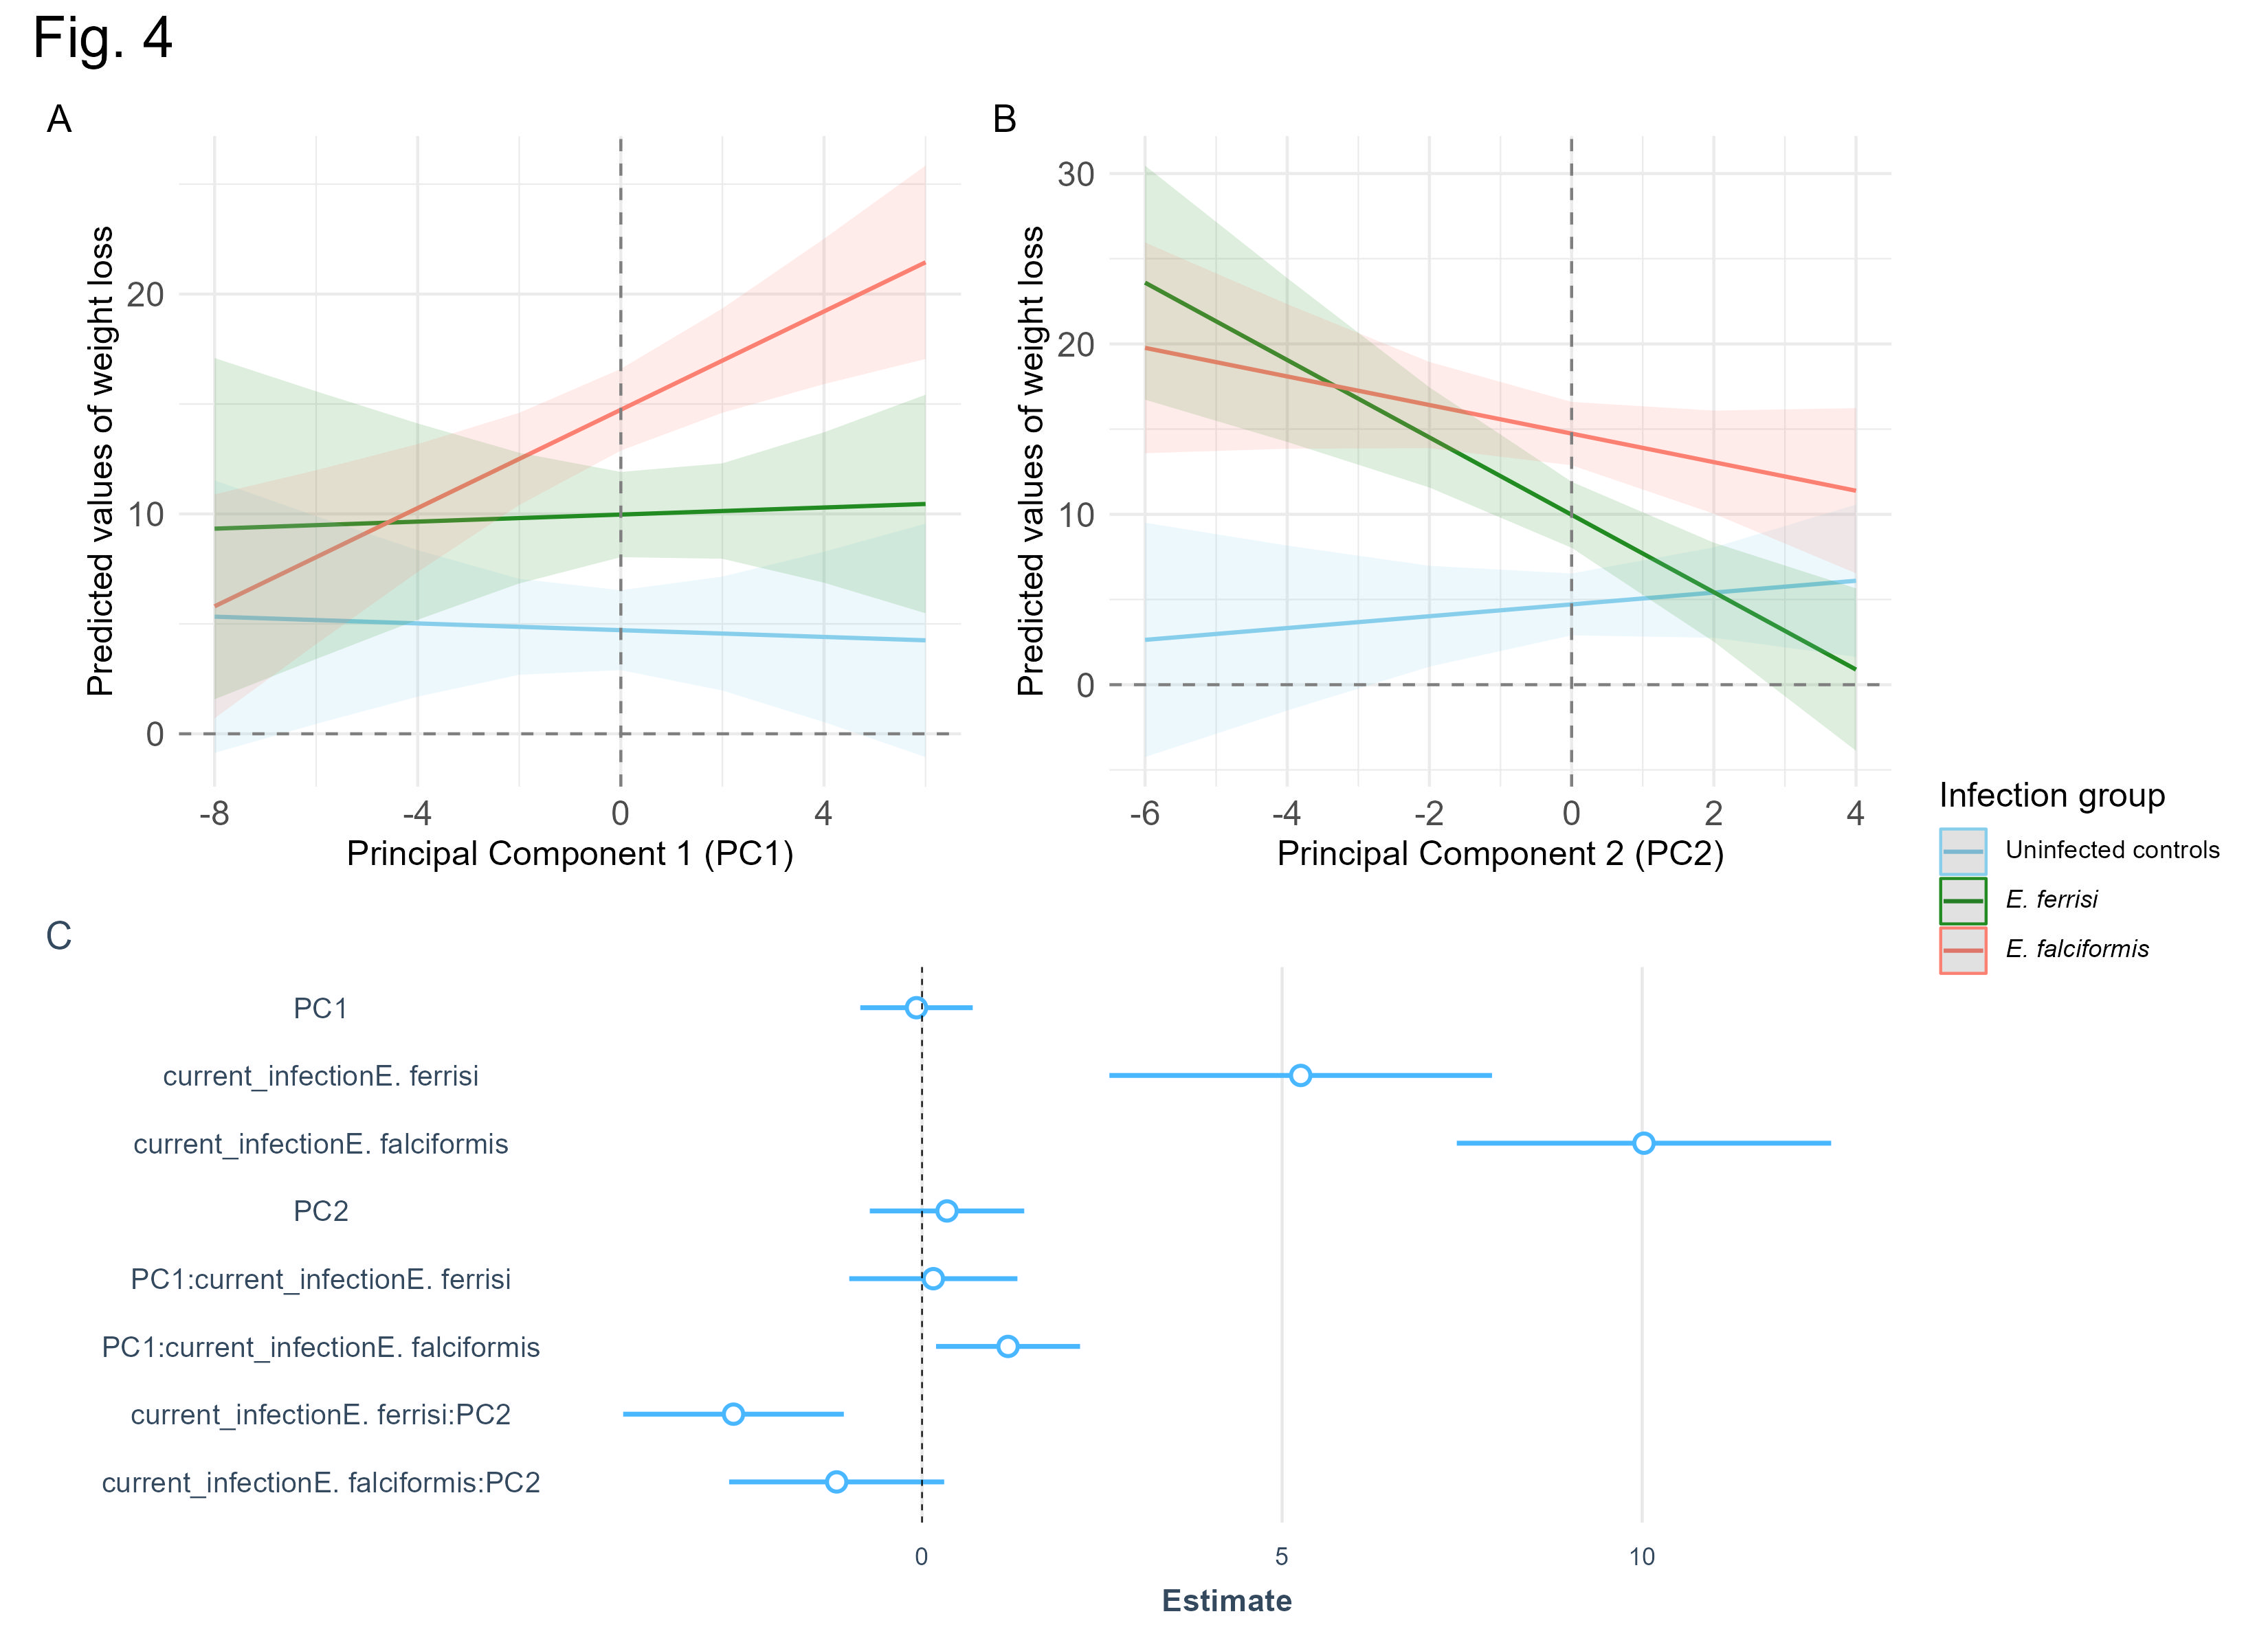 Fig. 4
A
Predicted values of weight loss
20
10
0
-8
-4
0
4
Principal Component 1 (PC1)
B
Predicted values of weight loss
30
20
10
0
-6
-4
-2
0
2
4
Principal Component 2 (PC2)
Infection group
Uninfected controls
E. ferrisi
E. falciformis
C
PC1
current_infectionE. ferrisi
current_infectionE. falciformis
PC2
PC1:current_infectionE. ferrisi
PC1:current_infectionE. falciformis
current_infectionE. ferrisi:PC2
current_infectionE. falciformis:PC2
0
5
10
Estimate